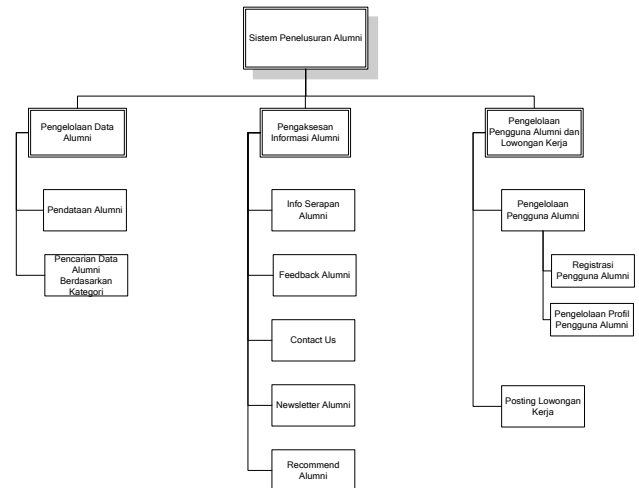 Sistem Penelusuran Alumni
Pengelolaan Data
Alumni
Pendataan Alumni
Pencarian Data
Alumni
Berdasarkan
Kategori
Pengaksesan
Informasi Alumni
Info Serapan
Alumni
Feedback Alumni
Contact Us
Newsletter Alumni
Recommend
Alumni
Pengelolaan
Pengguna Alumni dan
Lowongan Kerja
Pengelolaan
Pengguna Alumni
Registrasi
Pengguna Alumni
Pengelolaan Profil
Pengguna Alumni
Posting Lowongan
Kerja